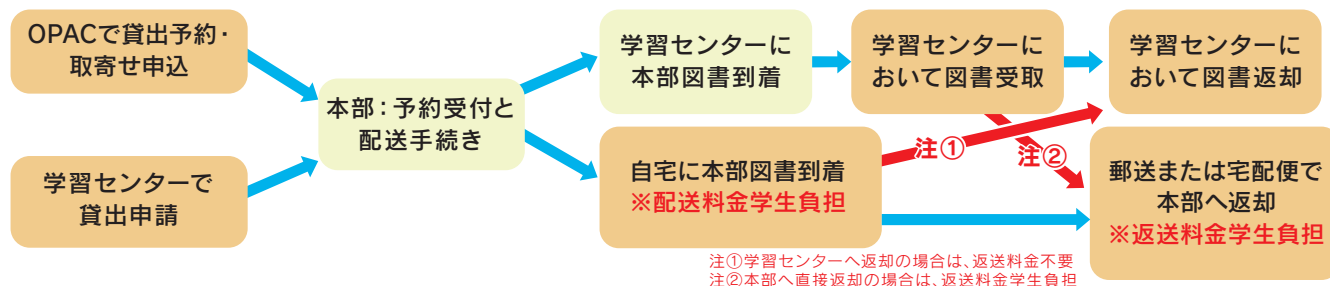 OPACで貸出予約・
取寄せ申込
学習センターで
貸出申請
本部：予約受付と
配送手続き
学習センターに
本部図書到着
学習センターに
おいて図書受取
学習センターに
おいて図書返却
自宅に本部図書到着
※配送料金学生負担
注①
注②
郵送または宅配便で
本部へ返却
※返送料金学生負担
注①学習センターへ返却の場合は、返送料金不要
注②本部へ直接返却の場合は、返送料金学生負担